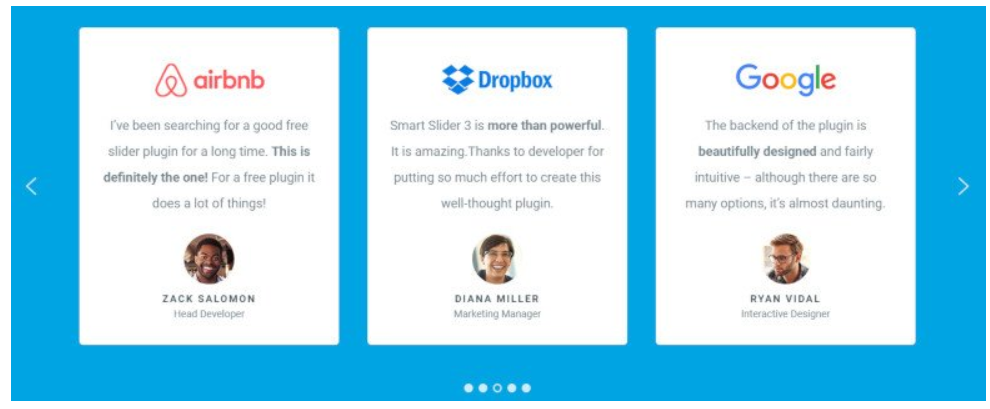 airbnb
I've been searching for a good free
slider plugin for a long time. This is
definitely the one! For a free plugin it
does a lot of things!
ZACK SALOMON
Head Developer
Dropbox
Smart Slider 3 is more than powerful.
It is amazing.Thanks to developer for
putting so much effort to create this
well-thought plugin.
DIANA MILLER
Marketing Manager
Google
The backend of the plugin is
beautifully designed and fairly
intuitive – although there are so
many options, it's almost daunting.
RYAN VIDAL
Interactive Designer